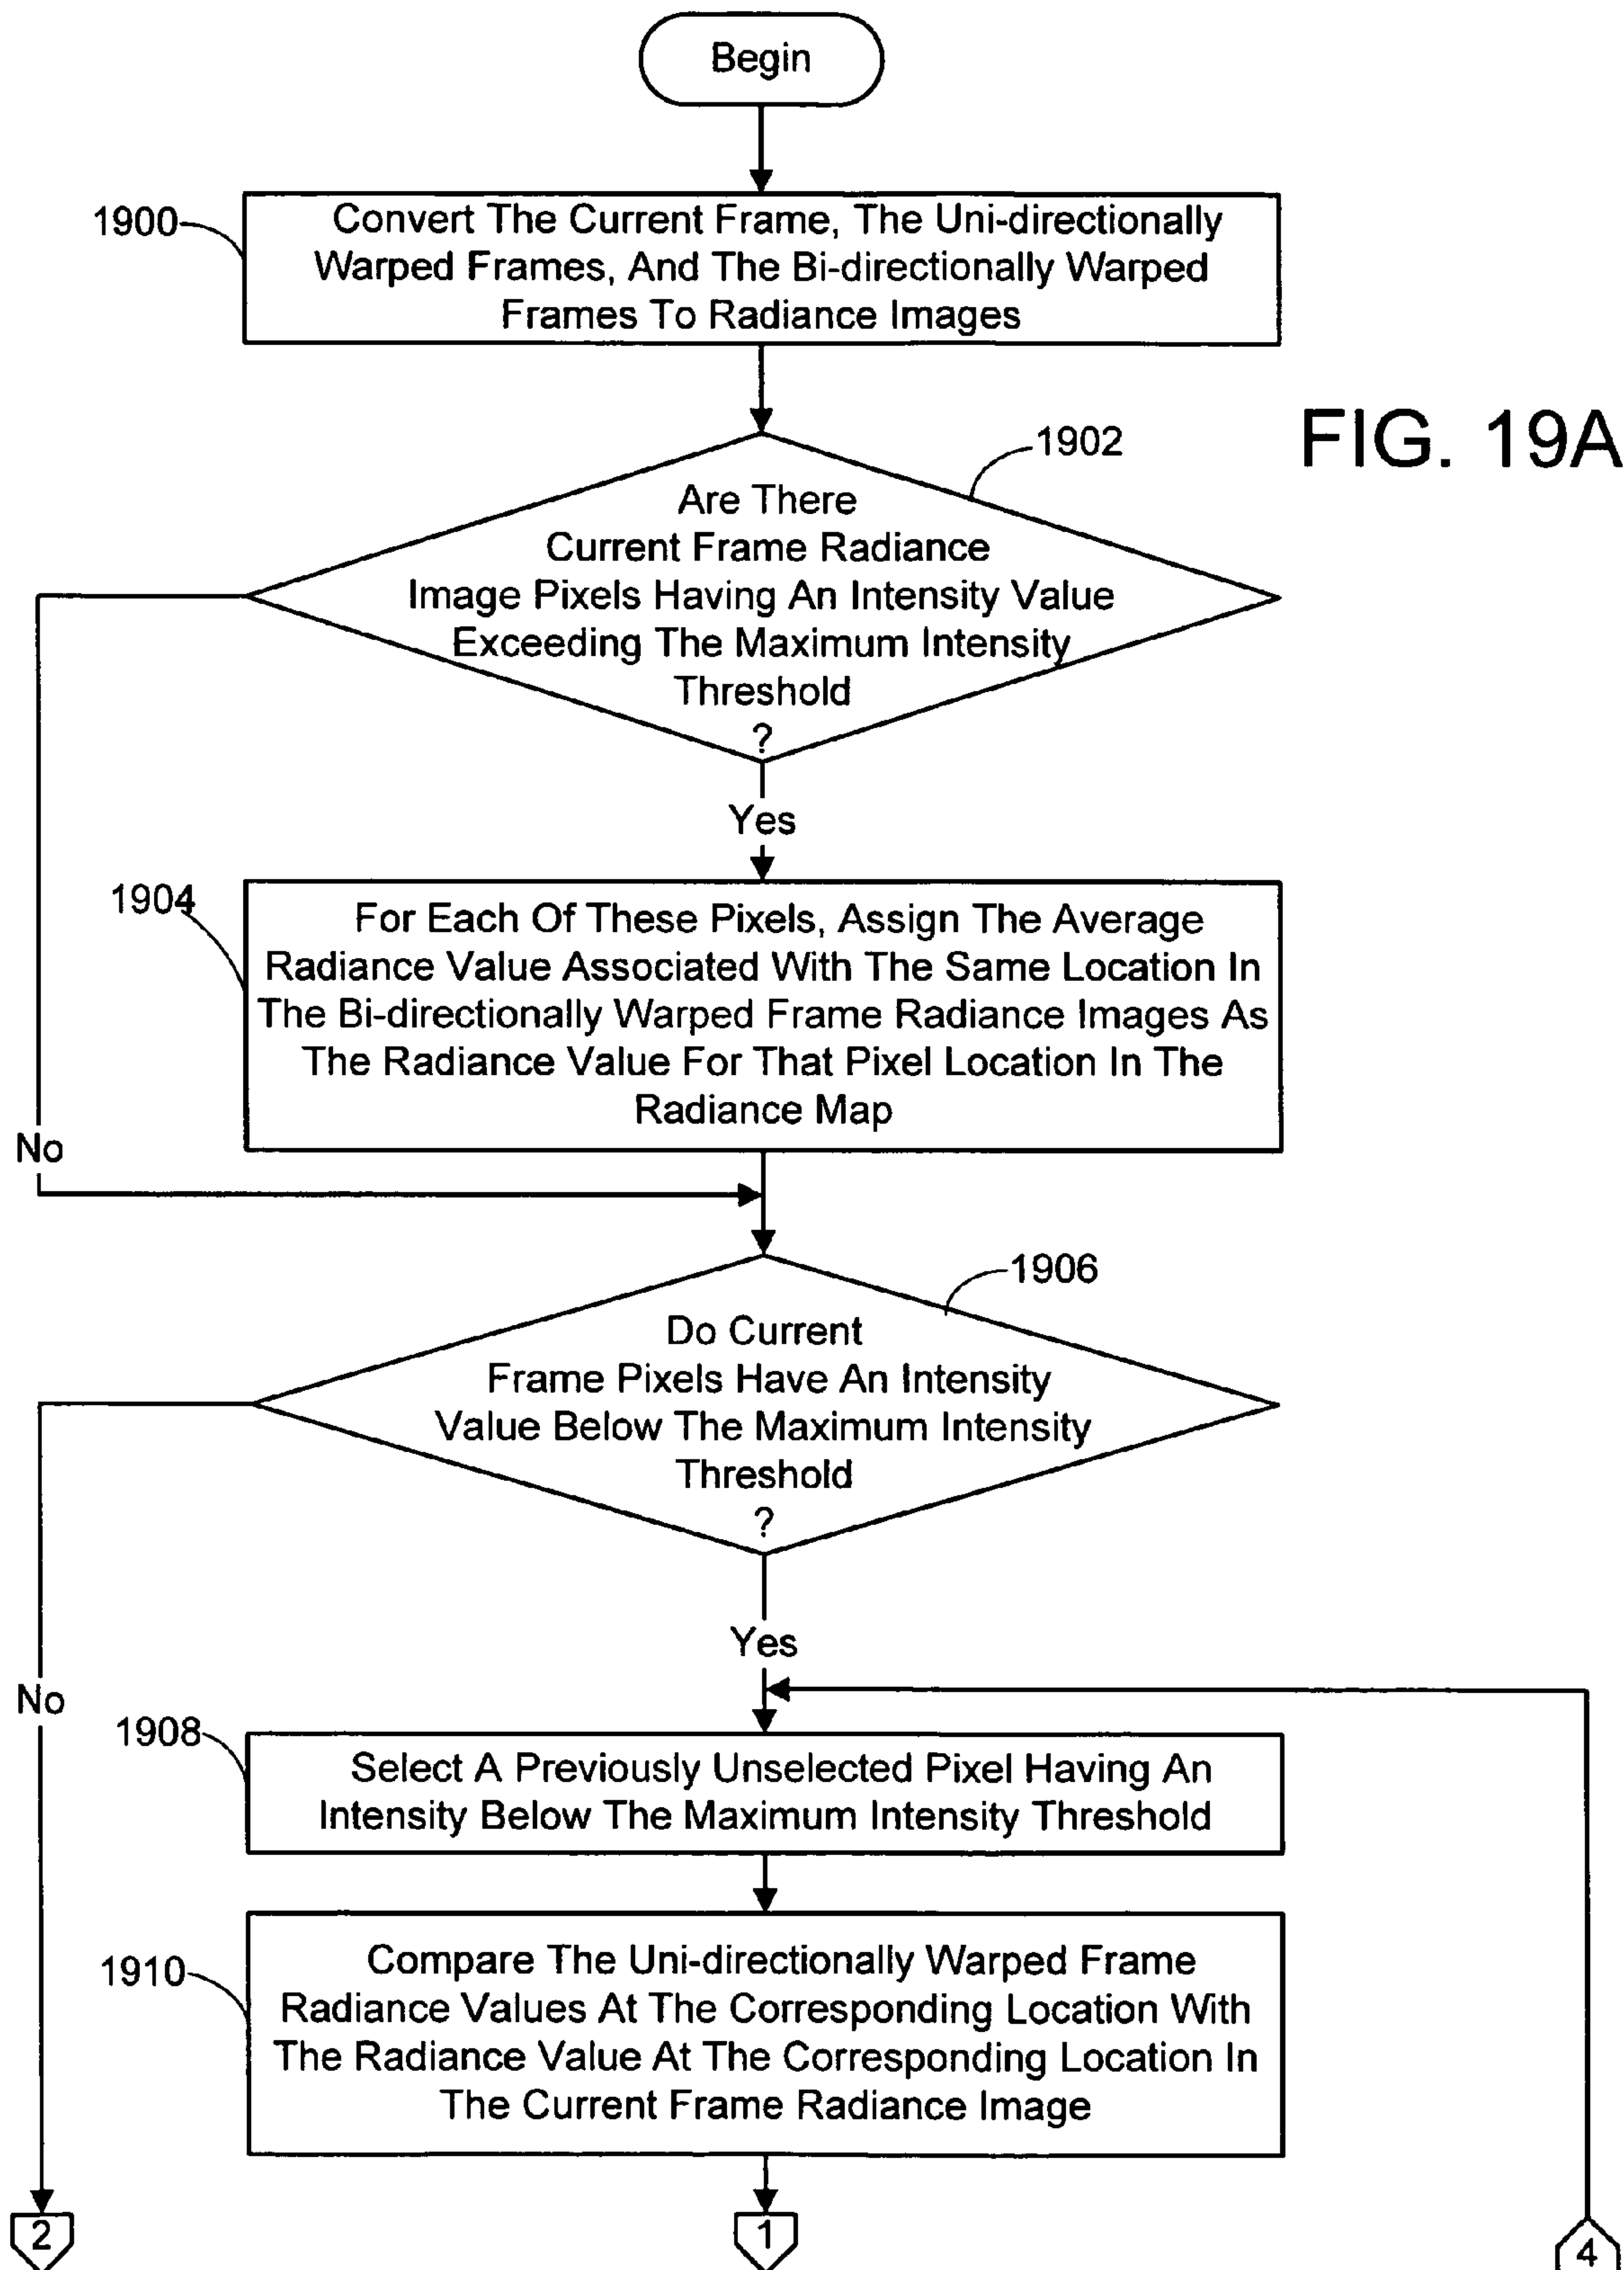 Begin
1900
Convert The Current Frame, The Uni-directionally
Warped Frames, And The Bi-directionally Warped
Frames To Radiance Images
FIG. 19A
1902
Are There
Current Frame Radiance
Image Pixels Having An Intensity Value
Exceeding The Maximum Intensity
Threshold
?
Yes
1904
For Each Of These Pixels, Assign The Average
Radiance Value Associated With The Same Location In
The Bi-directionally Warped Frame Radiance Images As
The Radiance Value For That Pixel Location In The
Radiance Map
No
1906
Do Current
Frame Pixels Have An Intensity
Value Below The Maximum Intensity
Threshold
?
Yes
No
1908
Select A Previously Unselected Pixel Having An
Intensity Below The Maximum Intensity Threshold
1910
Compare The Uni-directionally Warped Frame
Radiance Values At The Corresponding Location With
The Radiance Value At The Corresponding Location In
The Current Frame Radiance Image
2
1
4